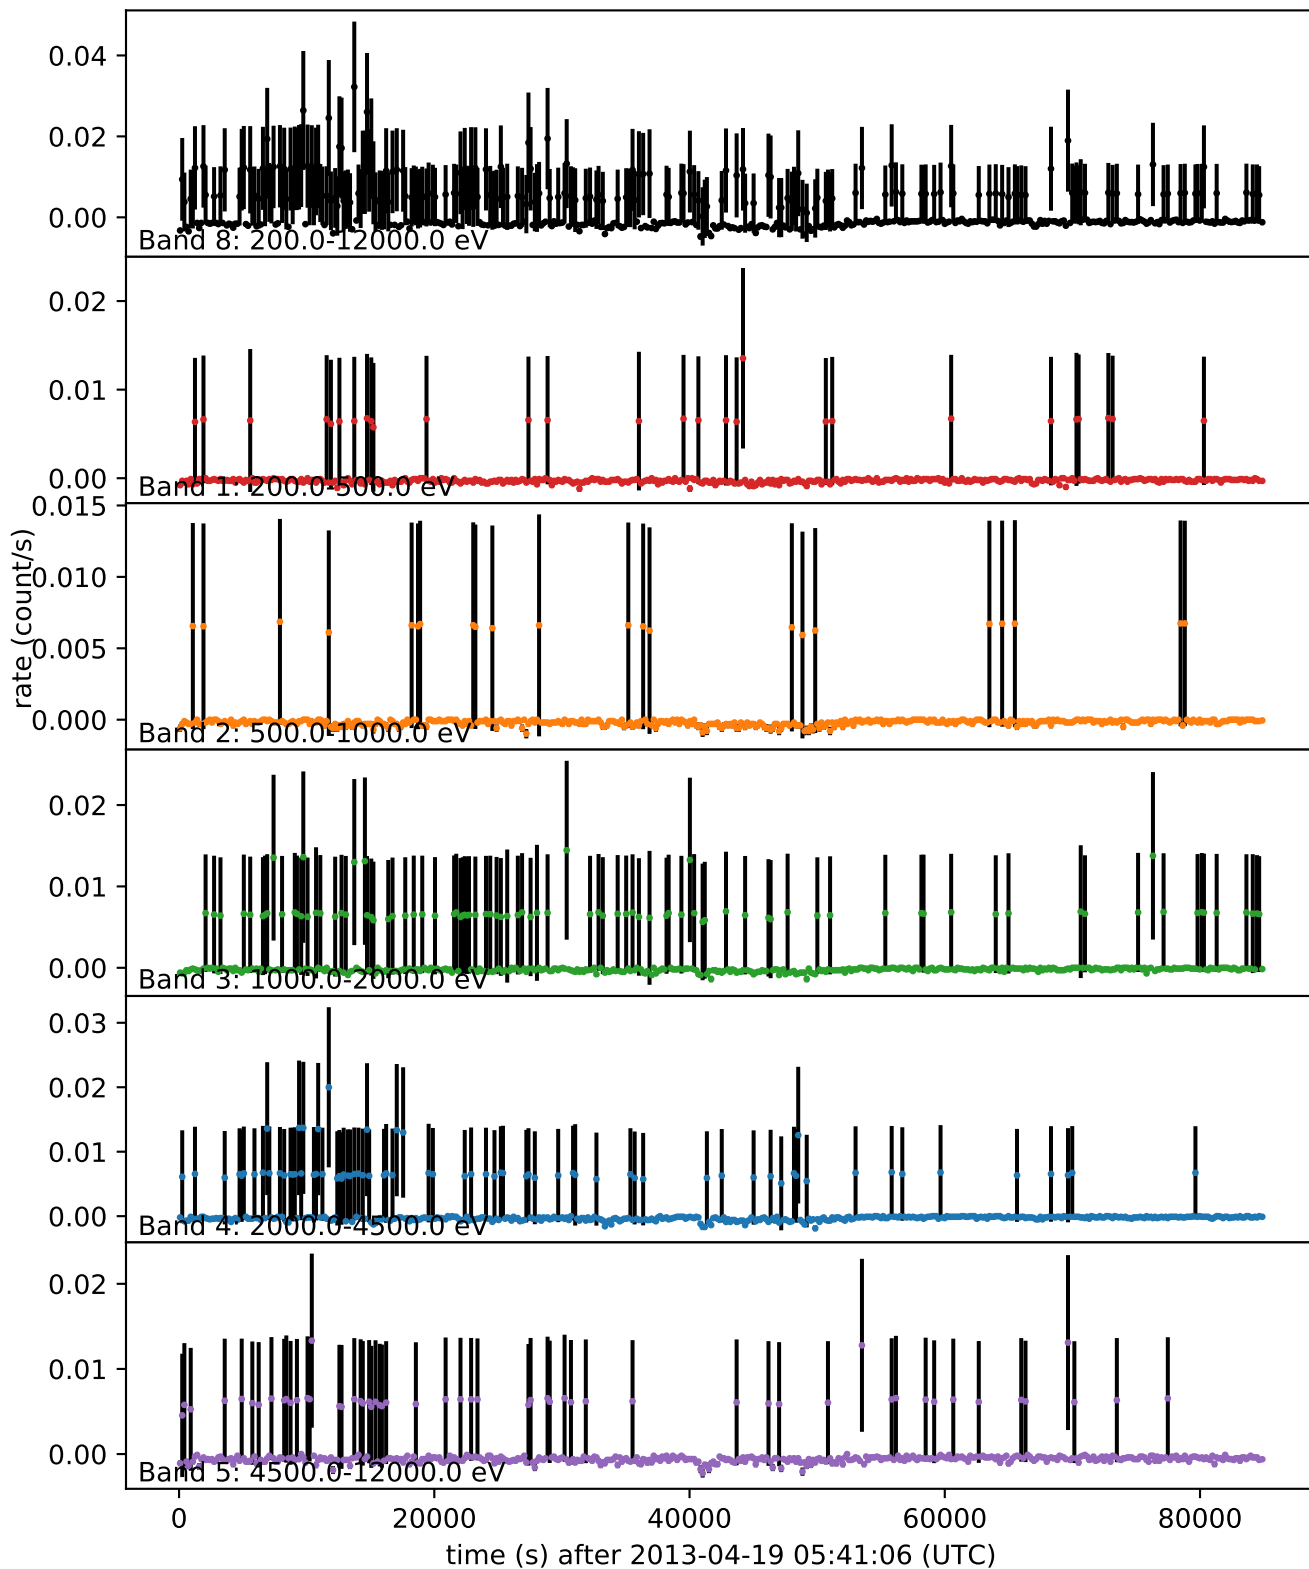 0.04
0.02
0.00
Band 8: 200.0-12000.0 eV
0.02
0.01
0.00
Band 1: 200.0-500.0 eV
0.015
0.010
0.005
0.000
Band 2: 500.0-1000.0 eV
rate (count/s)
0.02
0.01
0.00
Band 3: 1000.0-2000.0 eV
0.03
0.02
0.01
0.00
Band 4: 2000.0-4500.0 eV
0.02
0.01
0.00
Band 5: 4500.0-12000.0 eV
0 20000 40000 60000 80000
time (s) after 2013-04-19 05:41:06 (UTC)